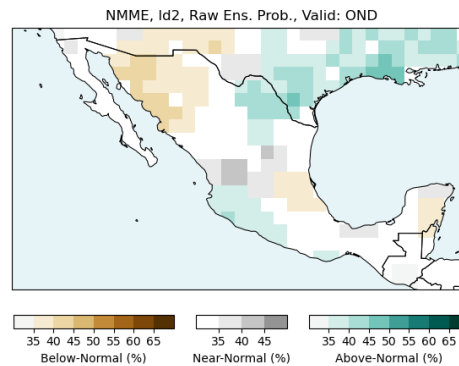 NMME, ld2, Raw Ens. Prob., Valid: OND
35 40 45 50 55 60 65
Below-Normal (%)
35 40 45
Near-Normal (%)
35 40 45 50 55 60 65
Above-Normal (%)